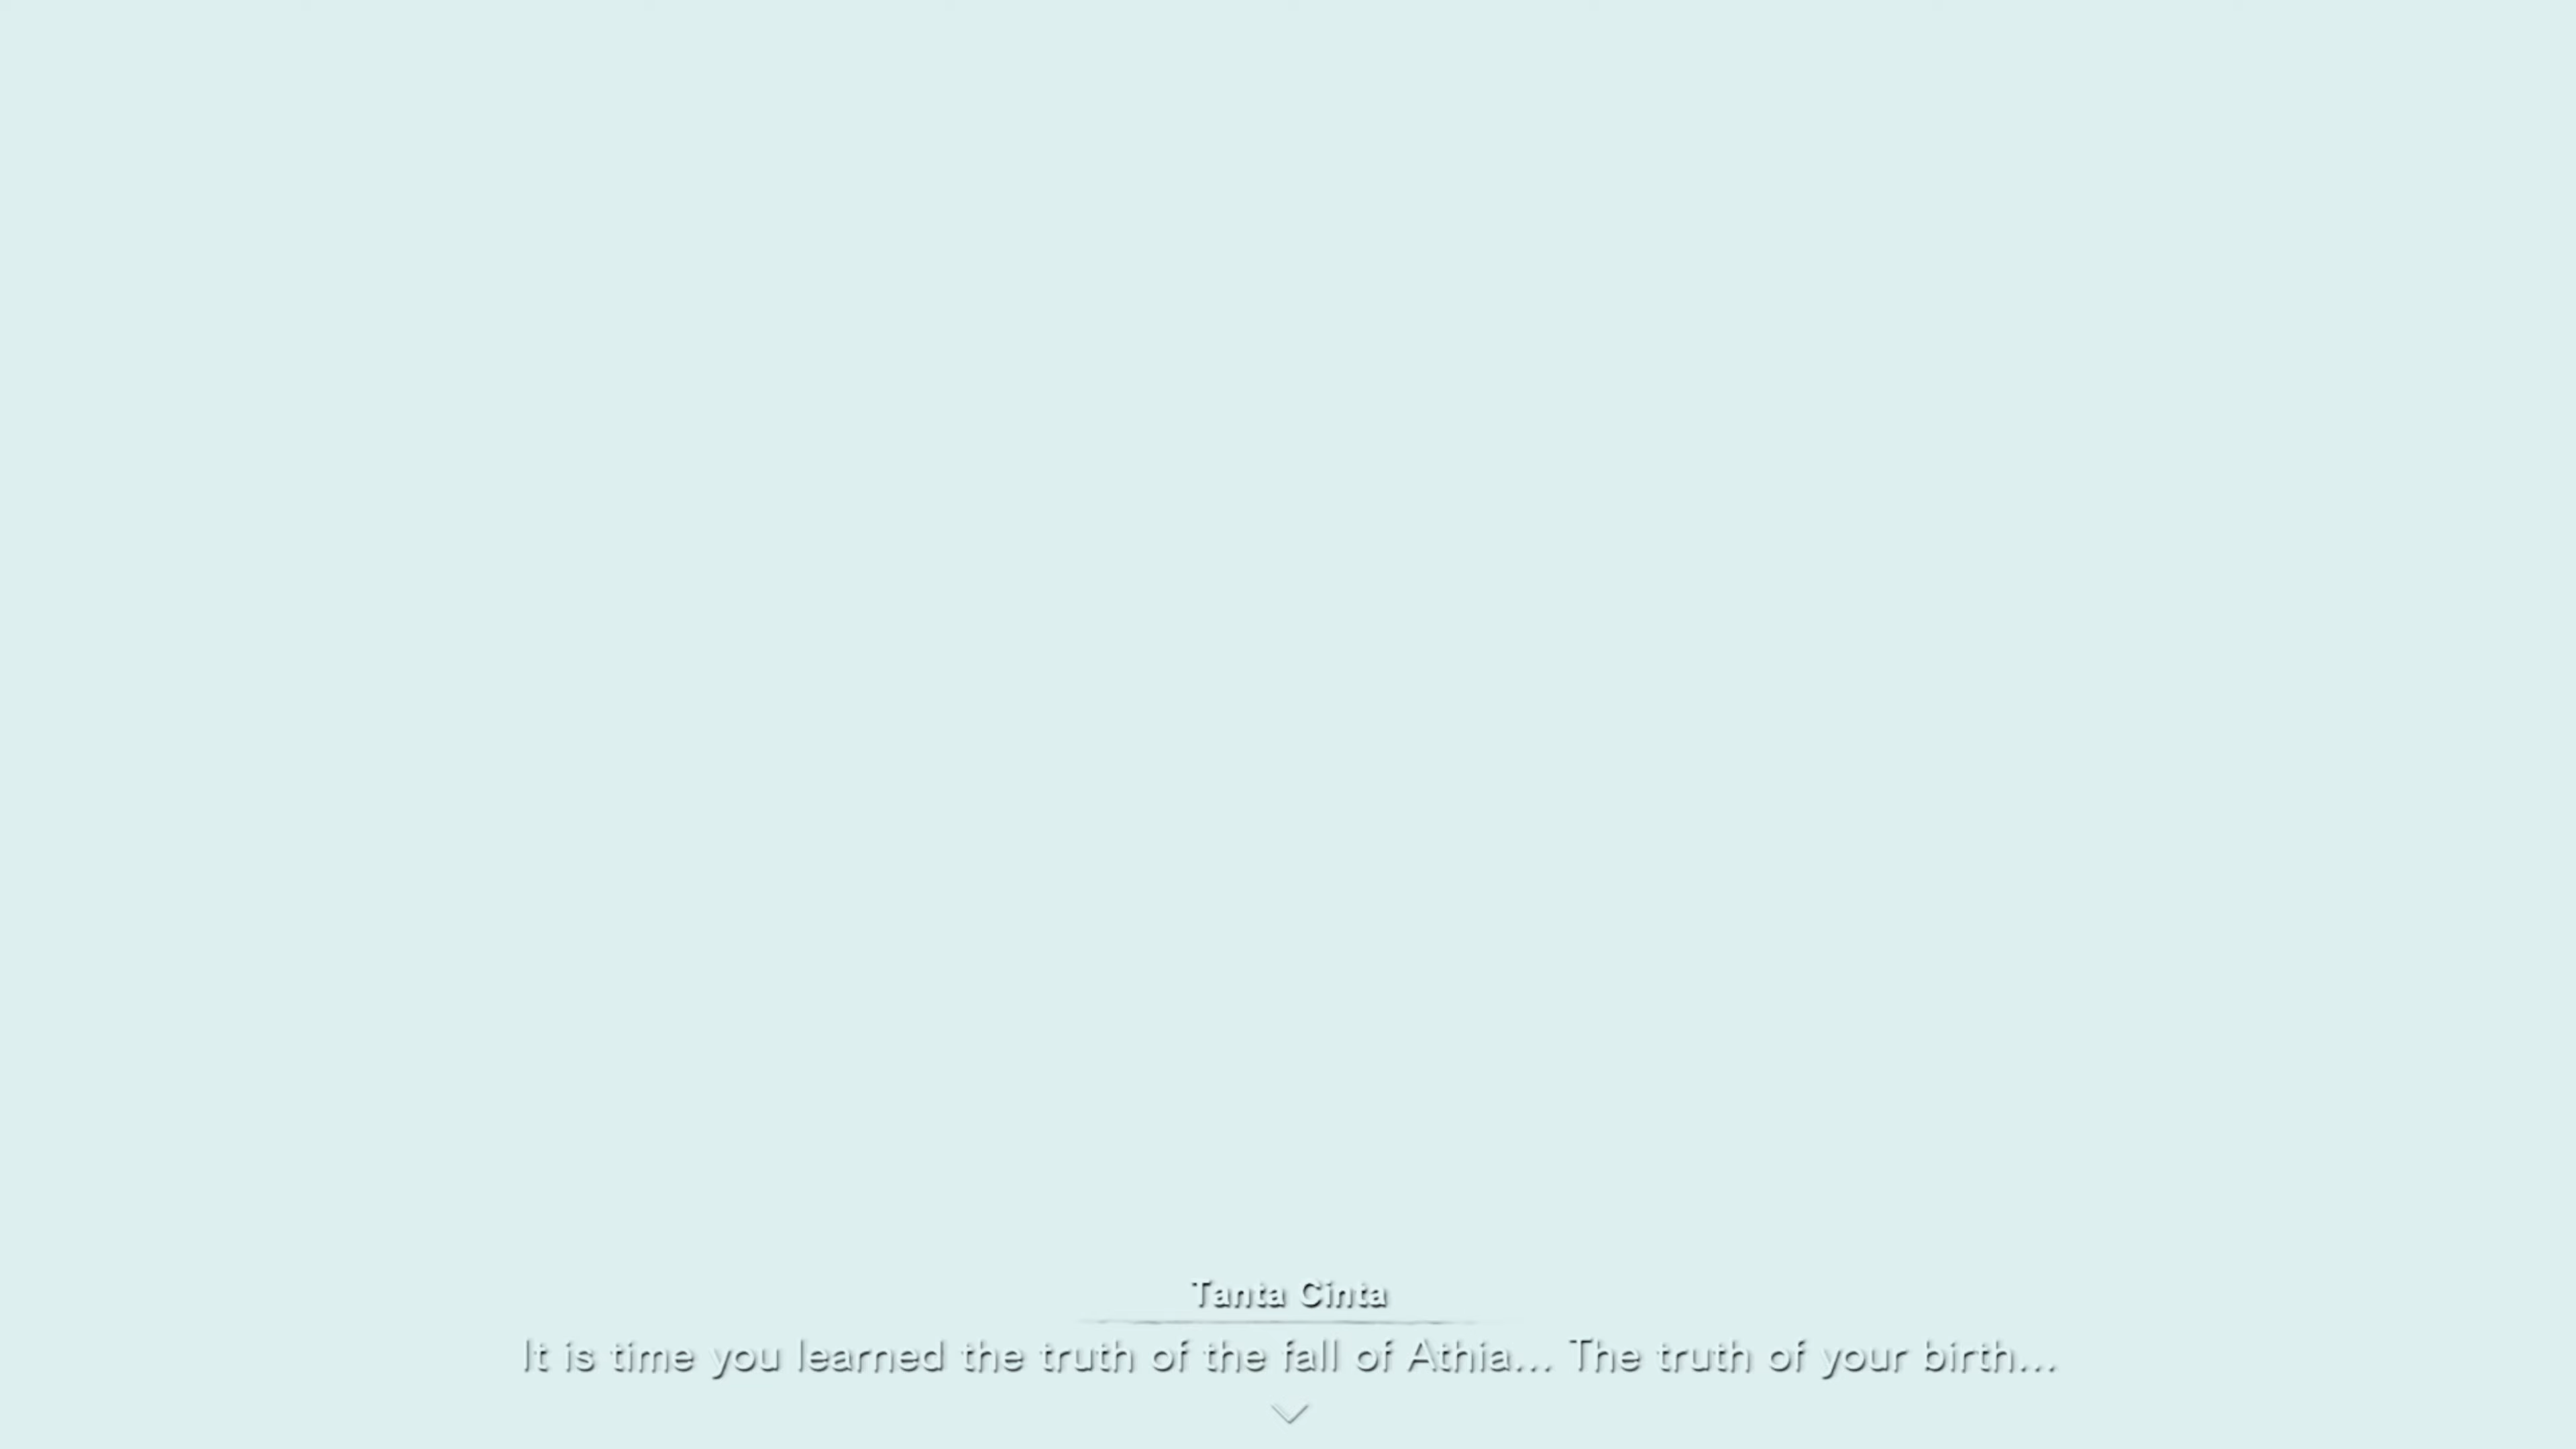 Tanta Cinta
It is time you learned the truth of the fall of Athia... The truth of your birth...